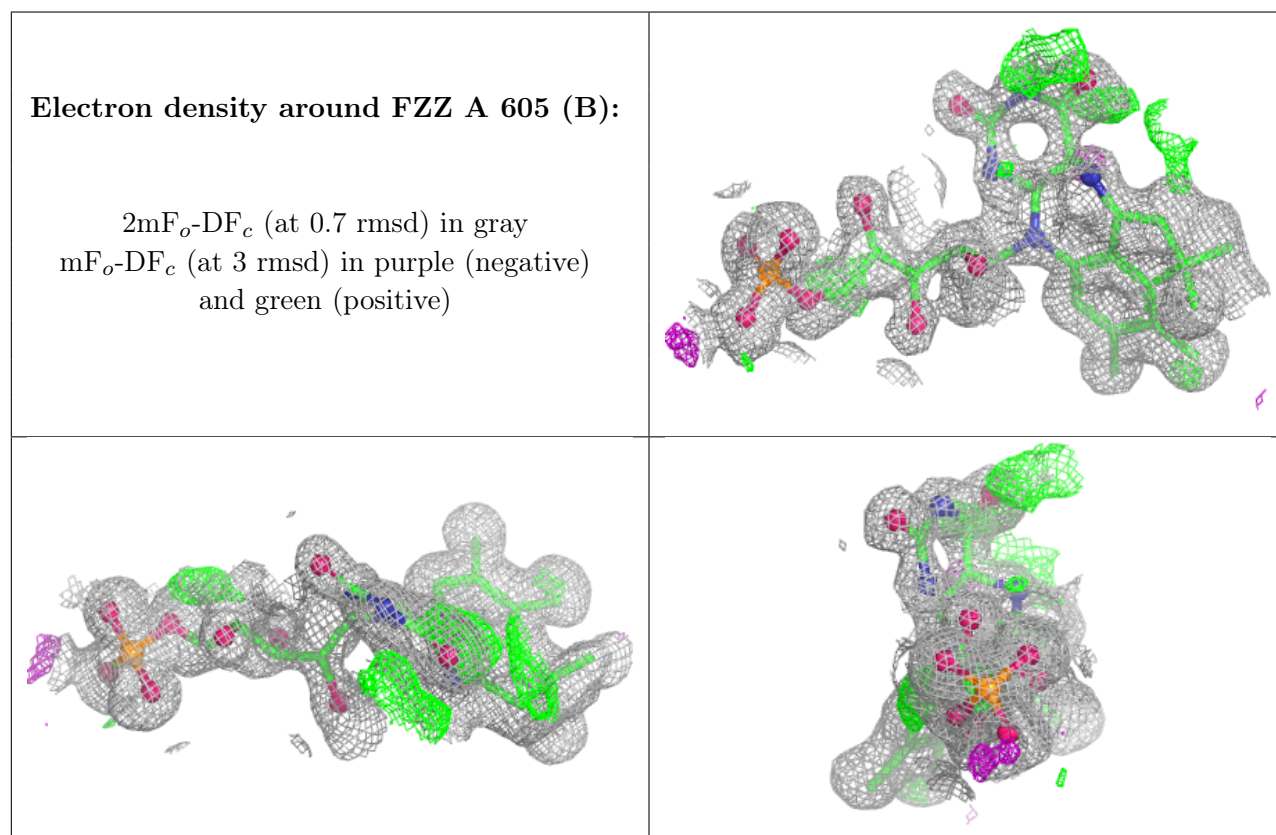 Electron density around FZZ A 605 (B):
2mFₒ-DF𝒸 (at 0.7 rmsd) in gray
mFₒ-DF𝒸 (at 3 rmsd) in purple (negative)
and green (positive)